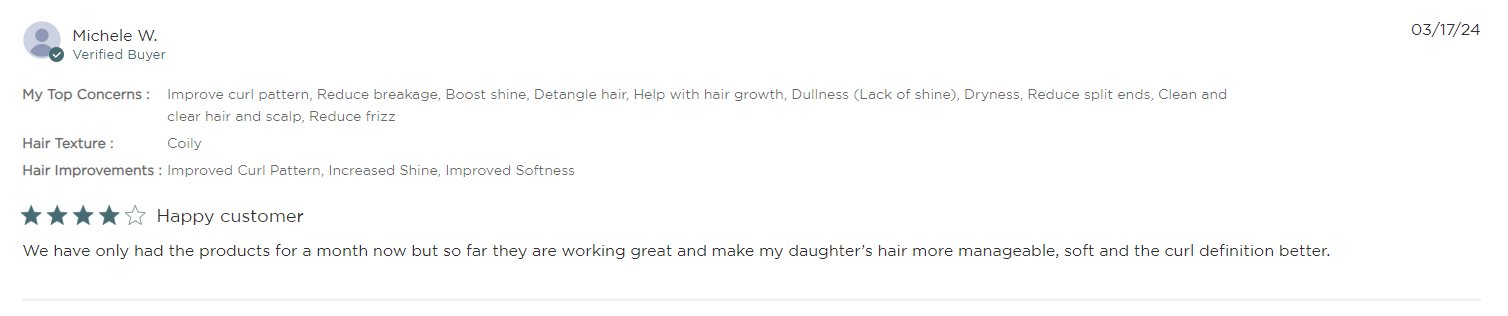 Michele W.
03/17/24
Verified Buyer
My Top Concerns : Improve curl pattern, Reduce breakage, Boost shine, Detangle hair, Help with hair growth, Dullness (Lack of shine), Dryness, Reduce split ends, Clean and
clear hair and scalp, Reduce frizz
Hair Texture : Coily
Hair Improvements : Improved Curl Pattern, Increased Shine, Improved Softness
Happy customer
We have only had the products for a month now but so far they are working great and make my daughter's hair more manageable, soft and the curl definition better.